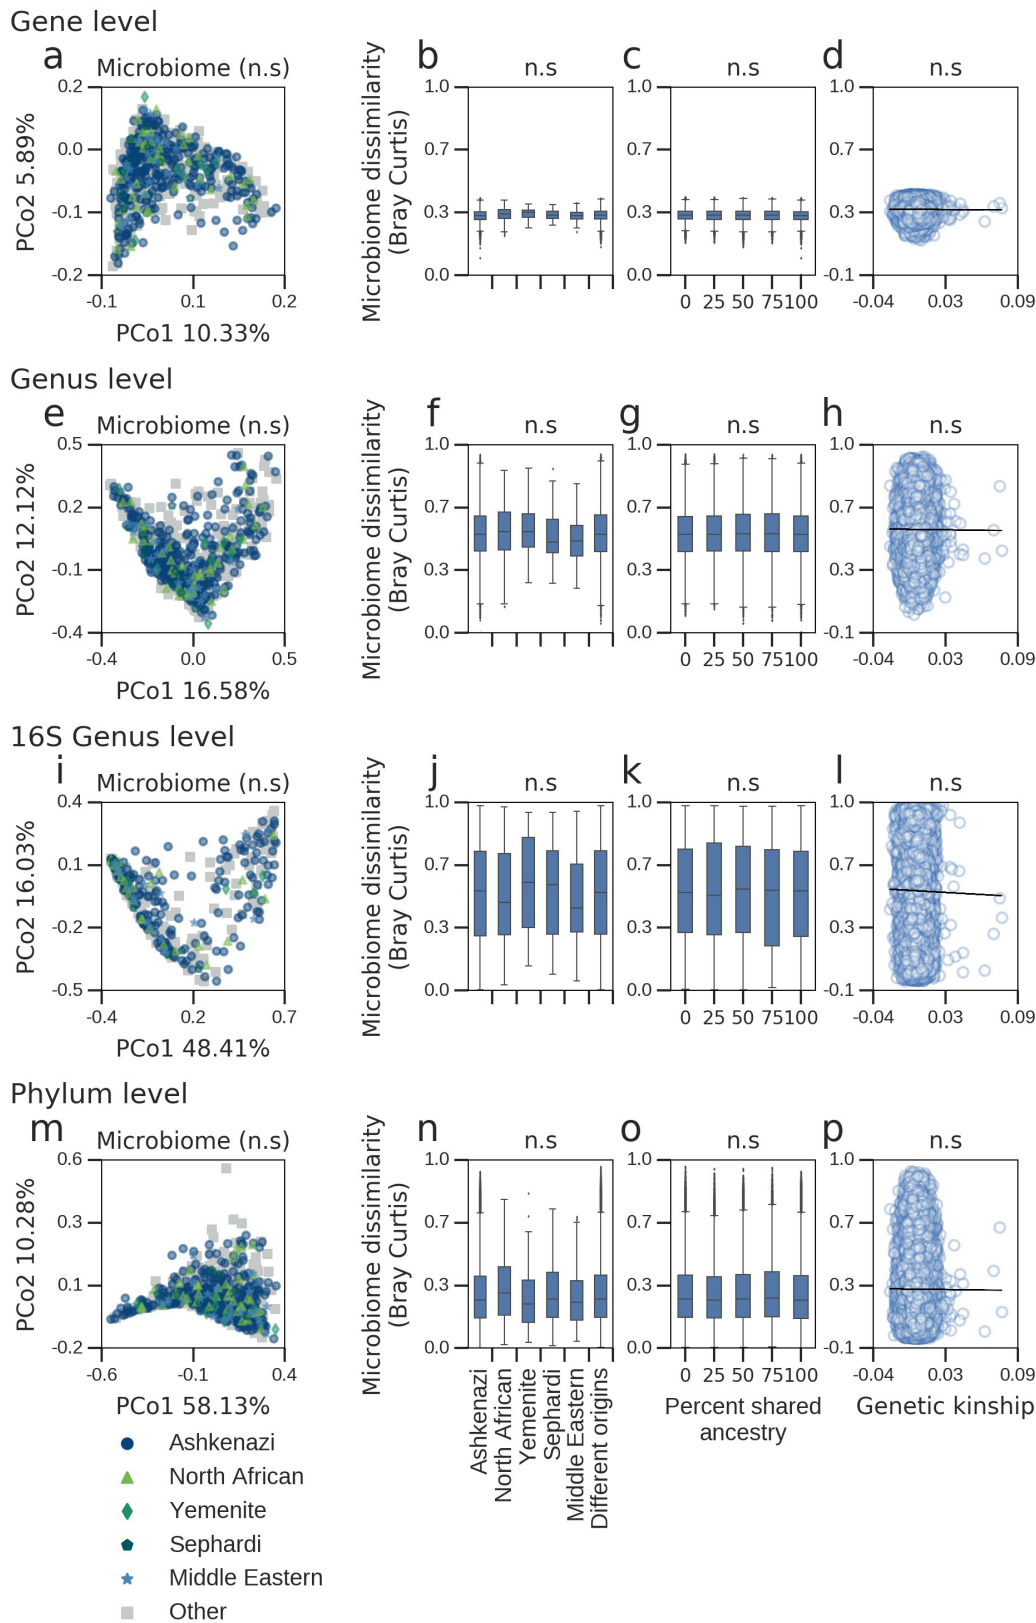 Gene level
a
Microbiome (n.s)
PCo2 5.89%
0.2
0.0
-0.1
-0.2
-0.1
0.1
0.2
PCo1 10.33%
b
n.s
Microbiome dissimilarity
(Bray Curtis)
1.0
0.7
0.3
0.0
c
n.s
1.0
0.7
0.3
0.0
0 25 50 75 100
d
n.s
1.0
0.7
0.3
-0.1
-0.04 0.03 0.09
Genus level
e
Microbiome (n.s)
PCo2 12.12%
0.5
0.2
-0.1
-0.4
-0.4
0.0
0.5
PCo1 16.58%
f
n.s
Microbiome dissimilarity
(Bray Curtis)
1.0
0.7
0.3
0.0
g
n.s
1.0
0.7
0.3
0.0
0 25 50 75 100
h
n.s
1.0
0.7
0.3
-0.1
-0.04 0.03 0.09
16S Genus level
i
Microbiome (n.s)
PCo2 16.03%
0.4
0.1
-0.2
-0.5
-0.4
0.2
0.7
PCo1 48.41%
j
n.s
Microbiome dissimilarity
(Bray Curtis)
1.0
0.7
0.3
0.0
k
n.s
1.0
0.7
0.3
0.0
0 25 50 75 100
l
n.s
1.0
0.7
0.3
-0.1
-0.04 0.03 0.09
Phylum level
m
Microbiome (n.s)
PCo2 10.28%
0.6
0.3
0.1
-0.2
-0.6
-0.1
0.4
PCo1 58.13%
n
n.s
Microbiome dissimilarity
(Bray Curtis)
1.0
0.7
0.3
0.0
Ashkenazi
North African
Yemenite
Sephardi
Middle Eastern
Different origins
o
n.s
1.0
0.7
0.3
0.0
0 25 50 75 100
Percent shared
ancestry
p
n.s
1.0
0.7
0.3
-0.1
-0.04 0.03 0.09
Genetic kinship
Ashkenazi
North African
Yemenite
Sephardi
Middle Eastern
Other